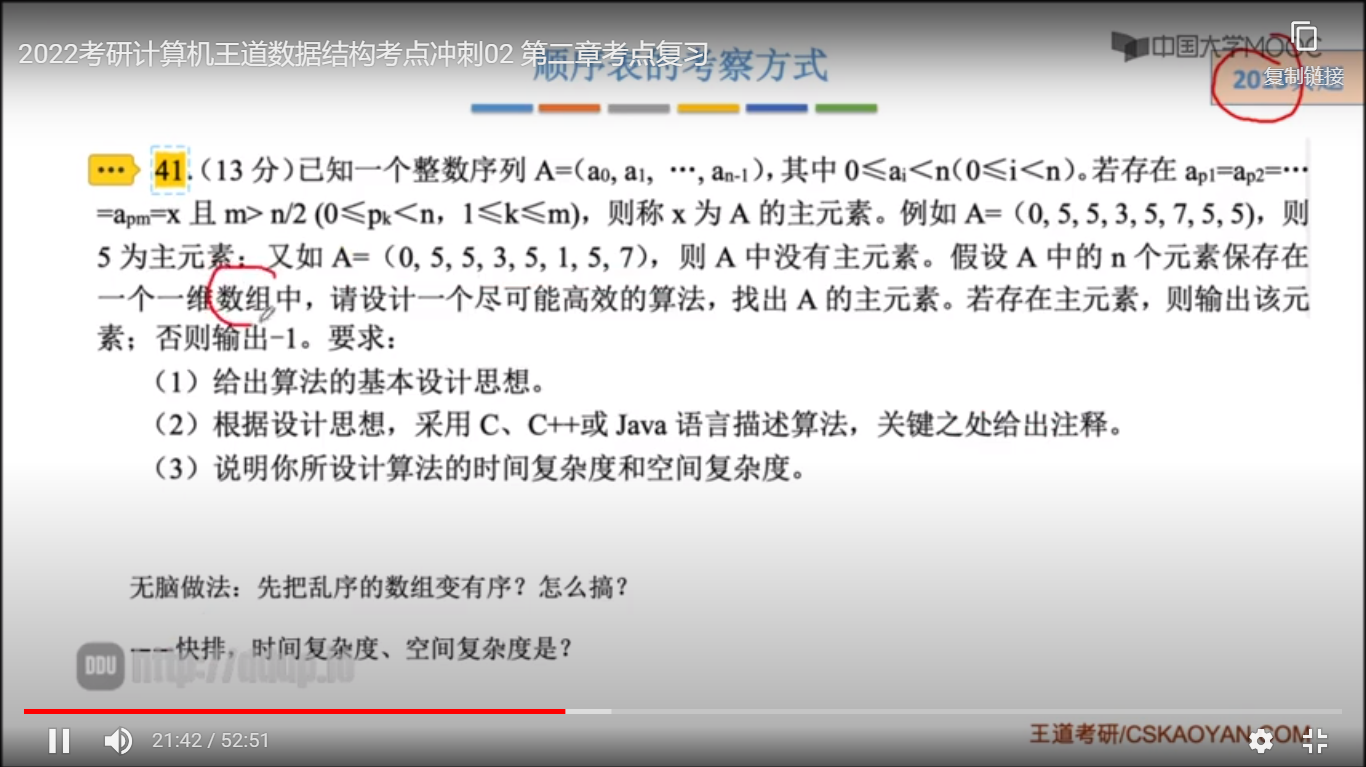 2022考研计算机王道数据结构考点冲刺02 第二章考点复习
顺序表的考察方式
中国大学MOOC
复制链接
41.（13 分）已知一个整数序列 A=（a0, a1, …, an-1），其中 0≤ai＜n（0≤i＜n）。若存在 ap1=ap2=…
=apm=x 且 m> n/2 (0≤pk＜n，1≤k≤m)，则称 x 为 A 的主元素。例如 A=（0, 5, 5, 3, 5, 7, 5, 5)，则
5 为主元素；又如 A=（0, 5, 5, 3, 5, 1, 5, 7），则 A 中没有主元素。假设 A 中的 n 个元素保存在
一个一维数组中，请设计一个尽可能高效的算法，找出 A 的主元素。若存在主元素，则输出该元
素；否则输出-1。要求：
（1）给出算法的基本设计思想。
（2）根据设计思想，采用 C、C++或 Java 语言描述算法，关键之处给出注释。
（3）说明你所设计算法的时间复杂度和空间复杂度。
无脑做法：先把乱序的数组变有序？怎么搞？
----快排，时间复杂度、空间复杂度是？
DDU http://ddup.io
21:42 / 52:51
王道考研/CSKAOYAN.COM